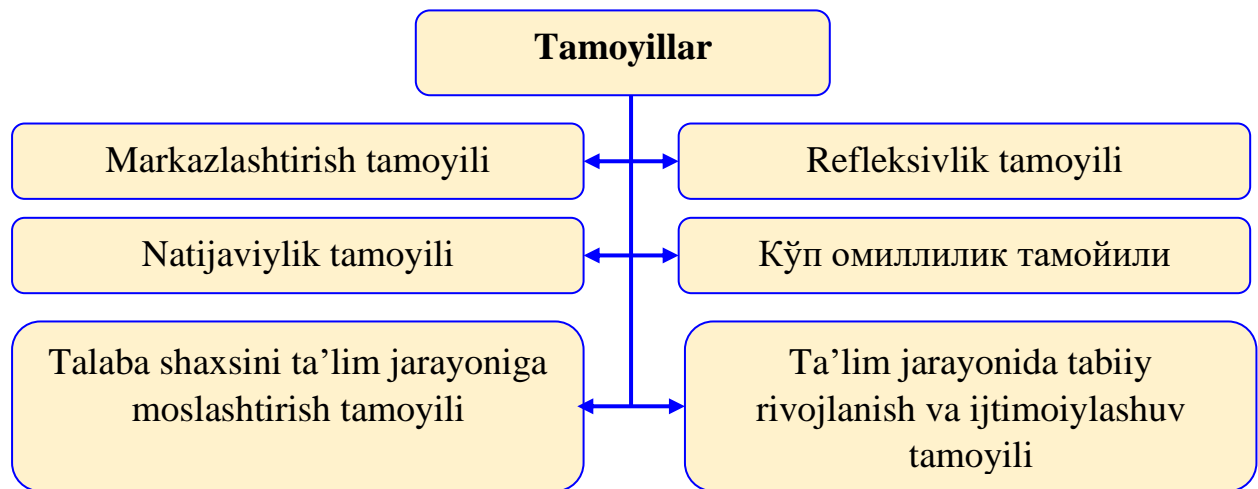 Tamoyillar
Markazlashtirish tamoyili
Refleksivlik tamoyili
Natijaviylik tamoyili
Кўп омиллилик тамойили
Talaba shaxsini ta’lim jarayoniga
moslashtirish tamoyili
Ta’lim jarayonida tabiiy
rivojlanish va ijtimoiylashuv
tamoyili